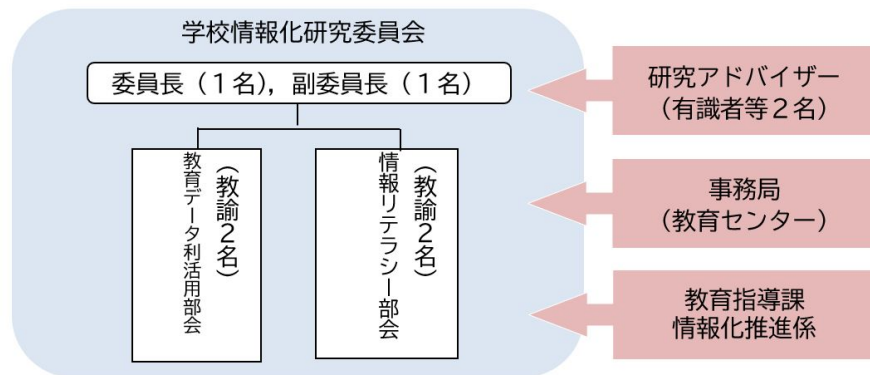 学校情報化研究委員会
委員長（１名），副委員長（１名）
教育データ利活用部会
（教諭２名）
情報リテラシー部会
（教諭２名）
研究アドバイザー
（有識者等２名）
事務局
（教育センター）
教育指導課
情報化推進係